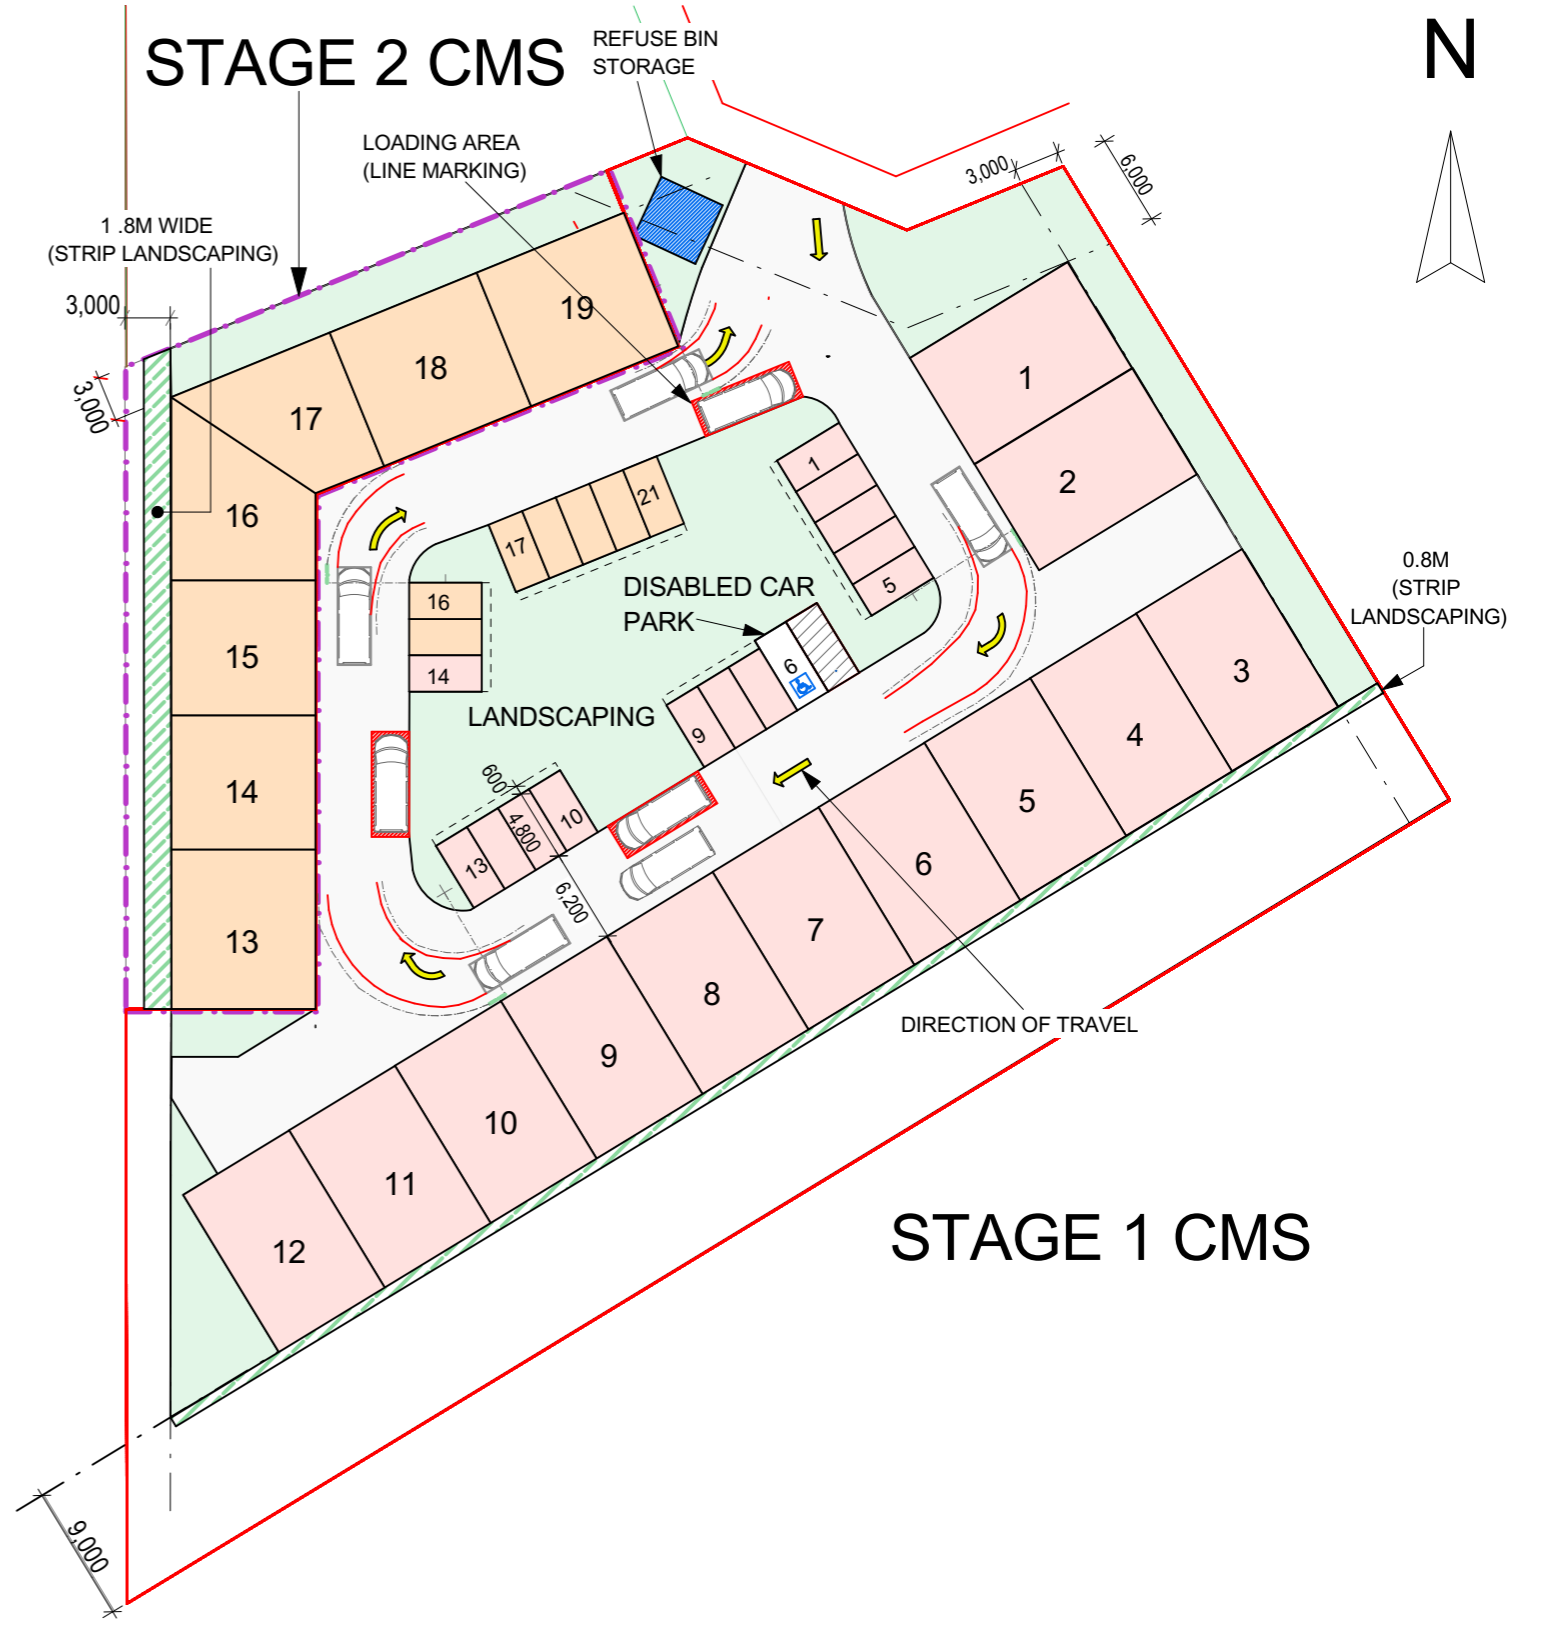 STAGE 2 CMS
REFUSE BIN
STORAGE
N
LOADING AREA
(LINE MARKING)
3,000
6,000
1 .8M WIDE
(STRIP LANDSCAPING)
3,000
3,000
19
18
17
16
15
14
13
1
2
3
4
5
6
7
8
9
10
11
12
1
5
17
21
16
14
DISABLED CAR
PARK
6
9
LANDSCAPING
600
4,800
10
13
6,200
0.8M
(STRIP
LANDSCAPING)
DIRECTION OF TRAVEL
STAGE 1 CMS
9,000